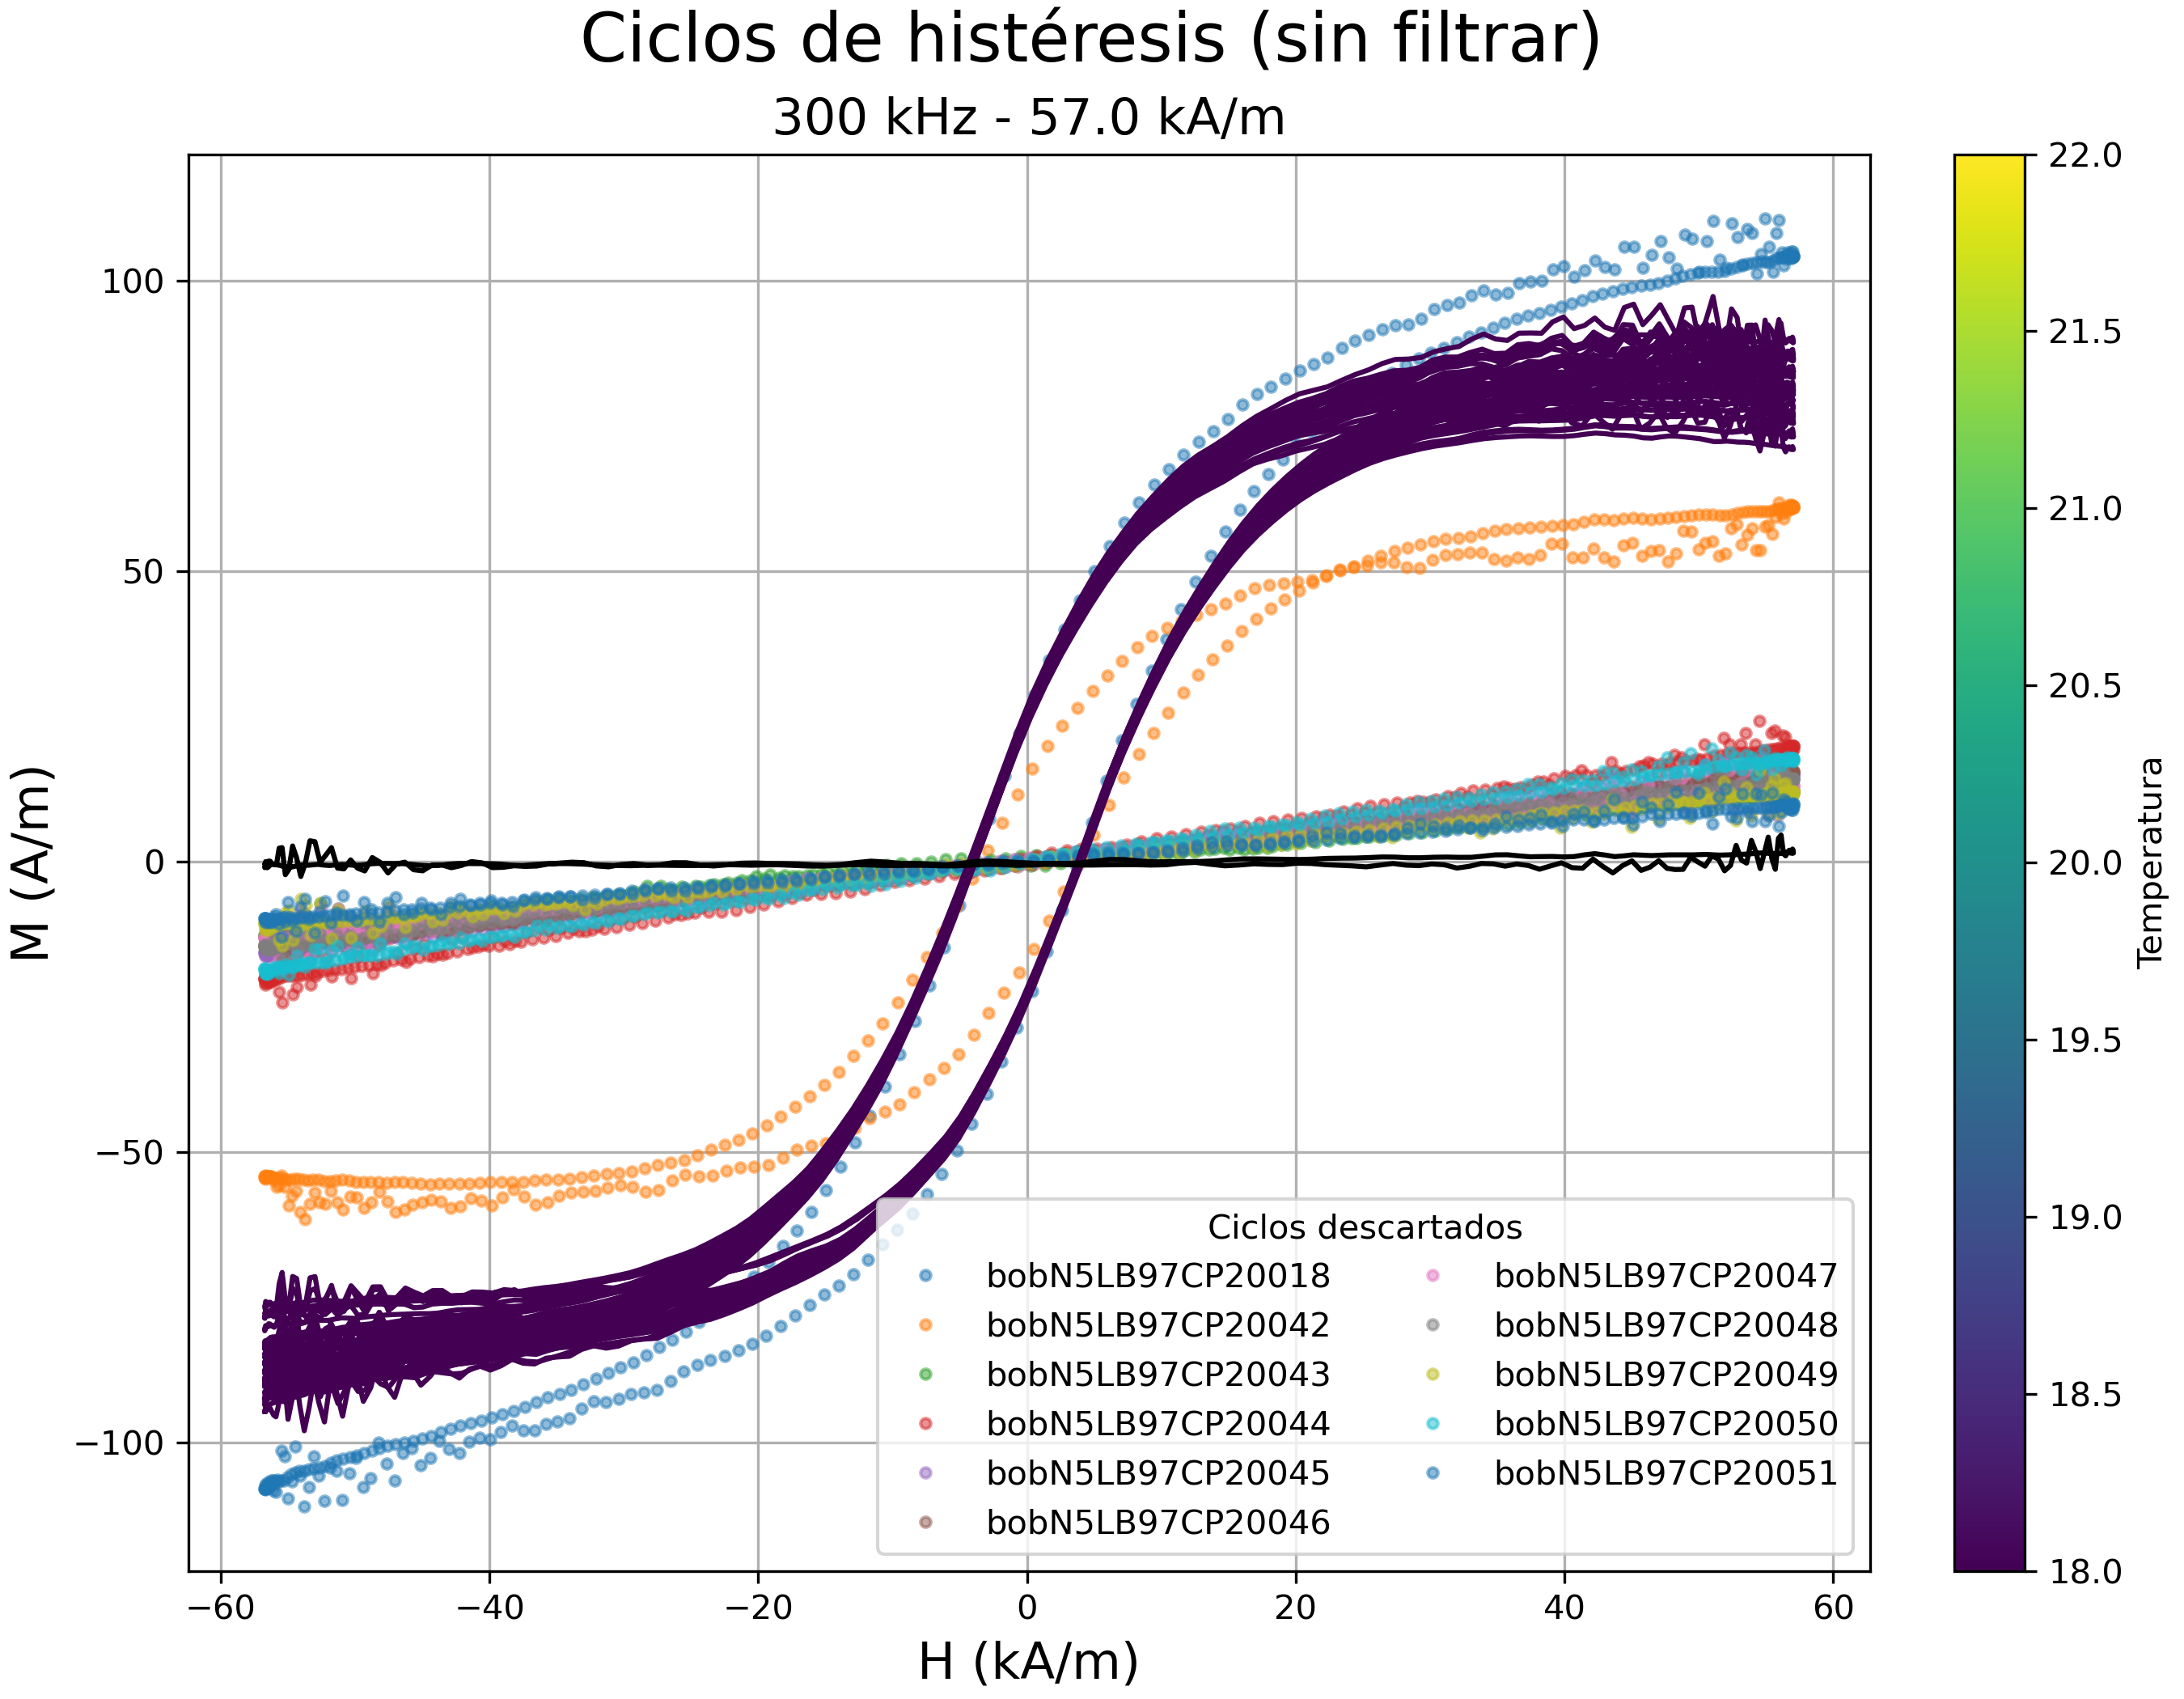 Ciclos de histéresis (sin filtrar)
300 kHz - 57.0 kA/m
M (A/m)
100
50
0
−50
−100
−60
−40
−20
0
20
40
60
H (kA/m)
Ciclos descartados
bobN5LB97CP20018
bobN5LB97CP20042
bobN5LB97CP20043
bobN5LB97CP20044
bobN5LB97CP20045
bobN5LB97CP20046
bobN5LB97CP20047
bobN5LB97CP20048
bobN5LB97CP20049
bobN5LB97CP20050
bobN5LB97CP20051
22.0
21.5
21.0
20.5
20.0
19.5
19.0
18.5
18.0
Temperatura